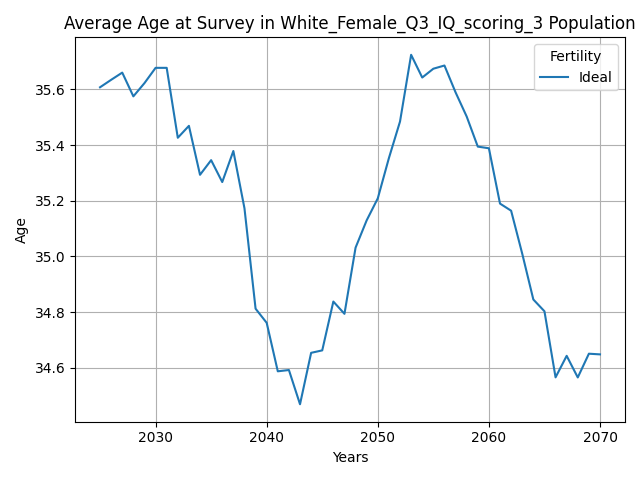 Average Age at Survey in White_Female_Q3_IQ_scoring_3 Population
Fertility
Ideal
35.6
35.4
35.2
35.0
34.8
34.6
Age
2030 2040 2050 2060 2070
Years